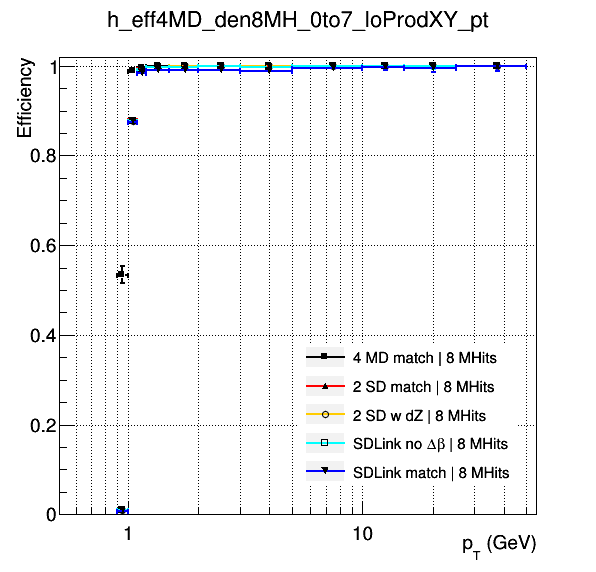 h_eff4MD_den8MH_0to7_loProdXY_pt
Efficiency
1
0.8
0.6
0.4
0.2
0
4 MD match | 8 MHits
2 SD match | 8 MHits
2 SD w dZ | 8 MHits
SDLink no Δβ | 8 MHits
SDLink match | 8 MHits
1
10
p_T (GeV)